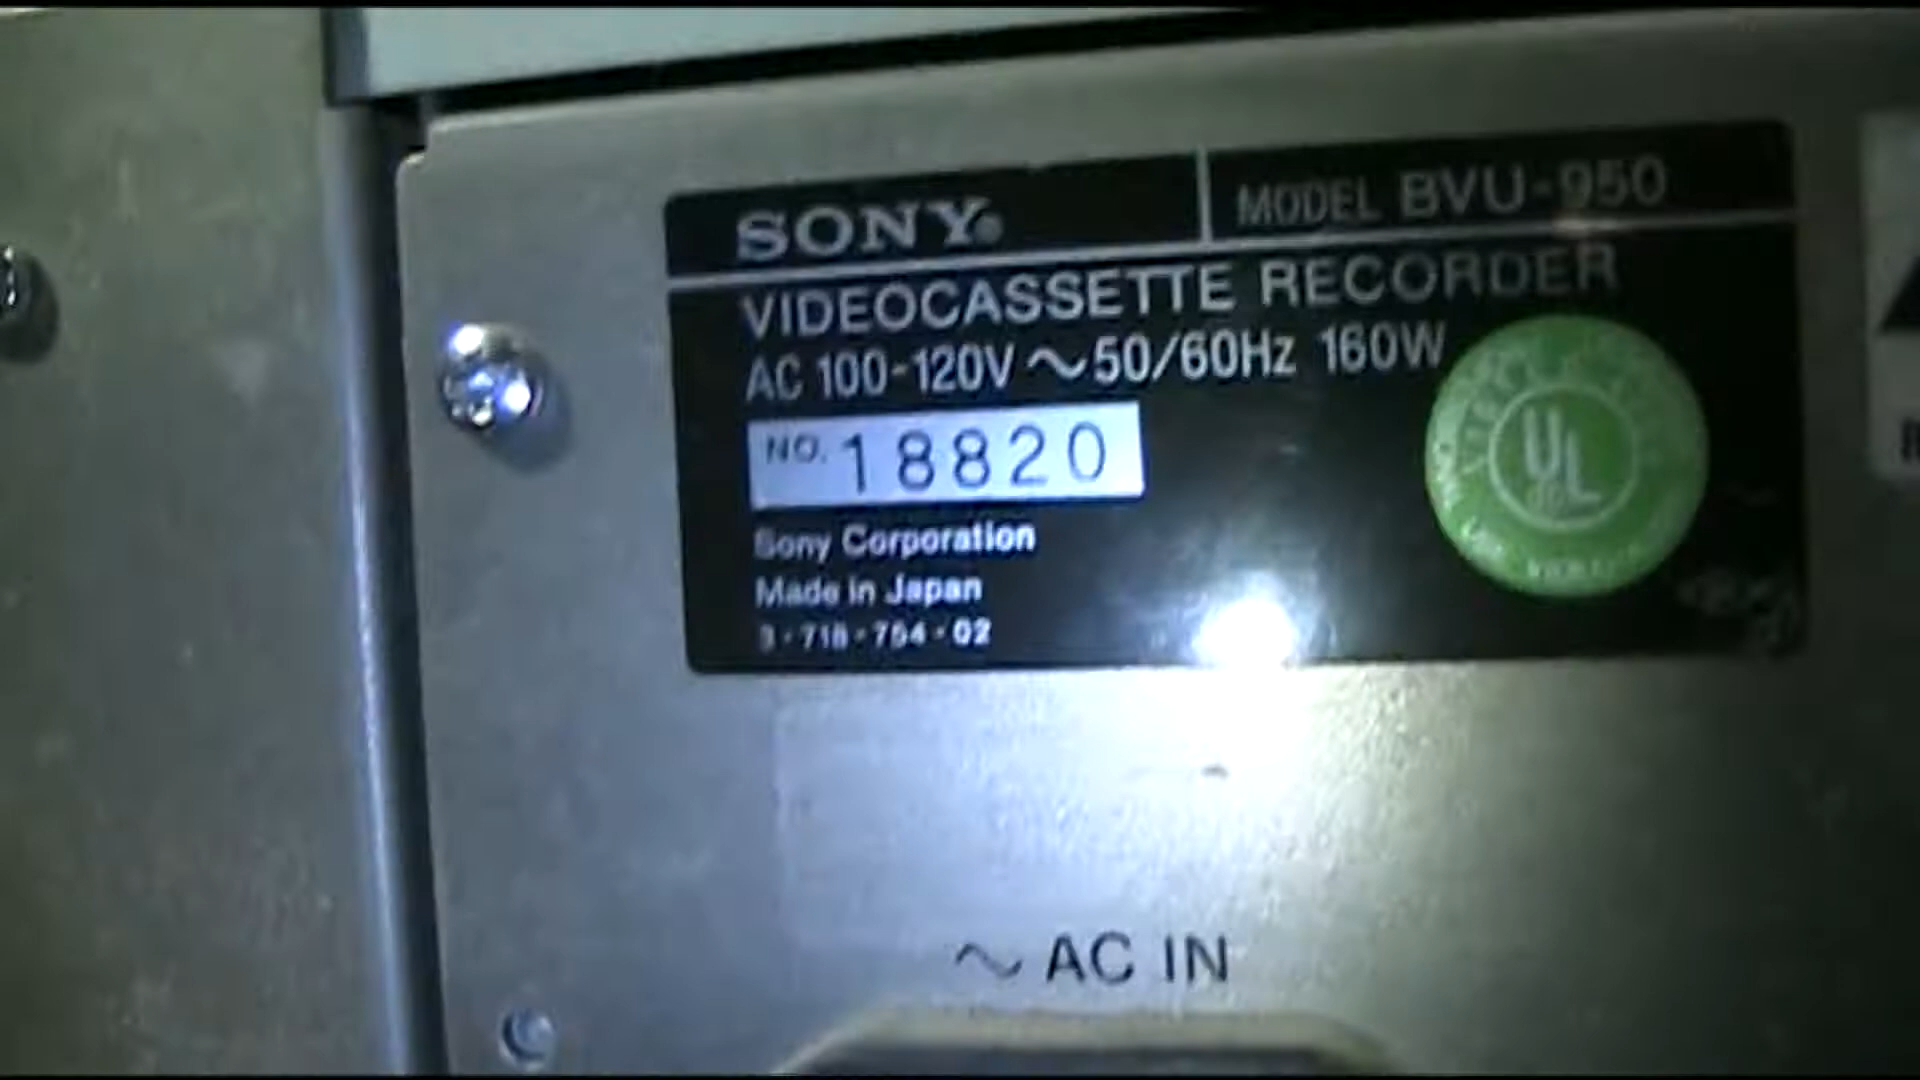 SONY® MODEL BVU-950
VIDEOCASSETTE RECORDER
AC 100-120V ~ 50/60Hz 160W
NO. 18820
UL
Sony Corporation
Made in Japan
3-718-754-02
~ AC IN